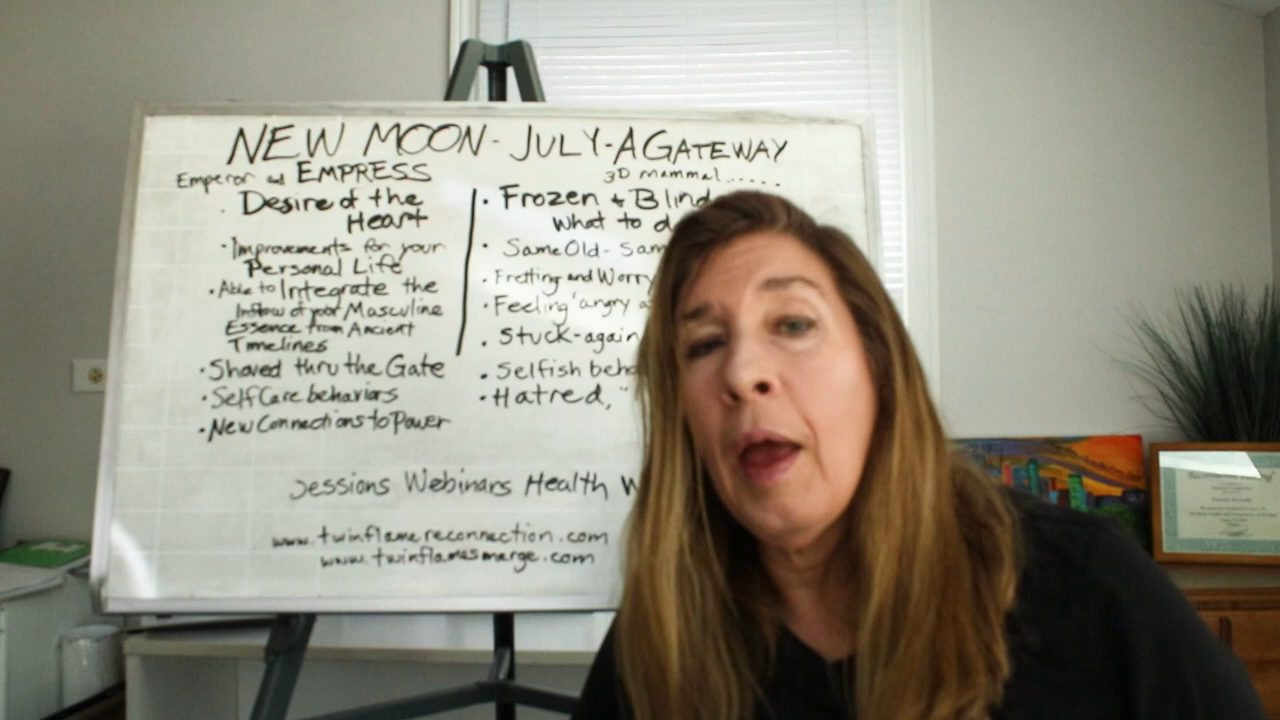 NEW MOON - JULY - A GATEWAY
Emperor and EMPRESS
Desire of the
Heart
· Improvements for your
Personal Life
· Able to Integrate the
Inflow of your Masculine
Essence from Ancient
Timelines
· Shoved thru the Gate
· Self Care behaviors
· New Connections to Power
3D mammal......
· Frozen & Blind
What to d
· Same Old - Sam
· Fretting and Worry
· Feeling angry a
· Stuck - again
· Selfish beh
· Hatred, "
Sessions Webinars Health W
www.twinflamereconnection.com
www.twinflamesmerge.com